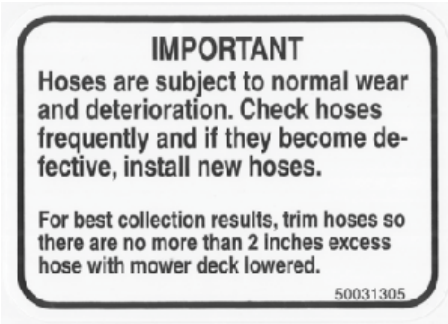 IMPORTANT
Hoses are subject to normal wear
and deterioration. Check hoses
frequently and if they become de-
fective, install new hoses.
For best collection results, trim hoses so
there are no more than 2 inches excess
hose with mower deck lowered.
50031305